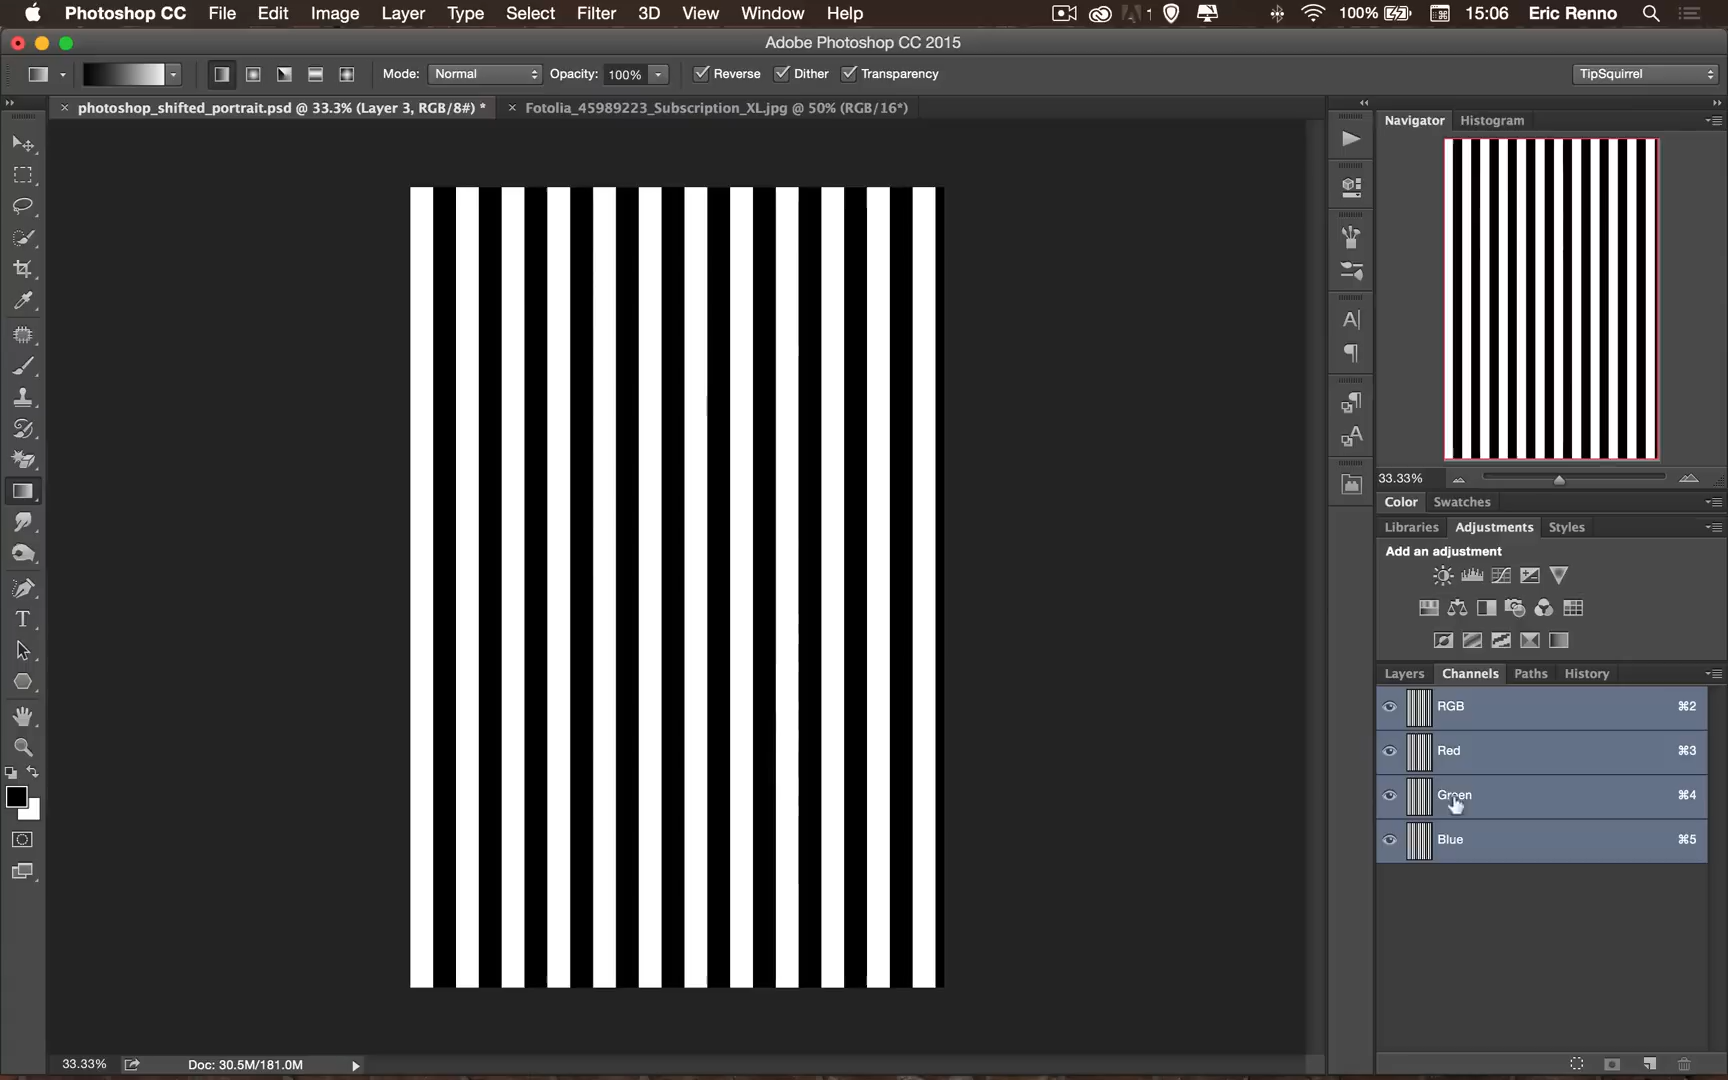 Photoshop CC File Edit Image Layer Type Select Filter 3D View Window Help 1 100% 15:06 Eric Renno
Adobe Photoshop CC 2015
Mode: Normal Opacity: 100% Reverse Dither Transparency TipSquirrel
photoshop_shifted_portrait.psd @ 33.3% (Layer 3, RGB/8#) * Fotolia_45989223_Subscription_XL.jpg @ 50% (RGB/16*)
Navigator Histogram
33.33%
Color Swatches
Libraries Adjustments Styles
Add an adjustment
Layers Channels Paths History
RGB ⌘2
Red ⌘3
Green ⌘4
Blue ⌘5
33.33% Doc: 30.5M/181.0M